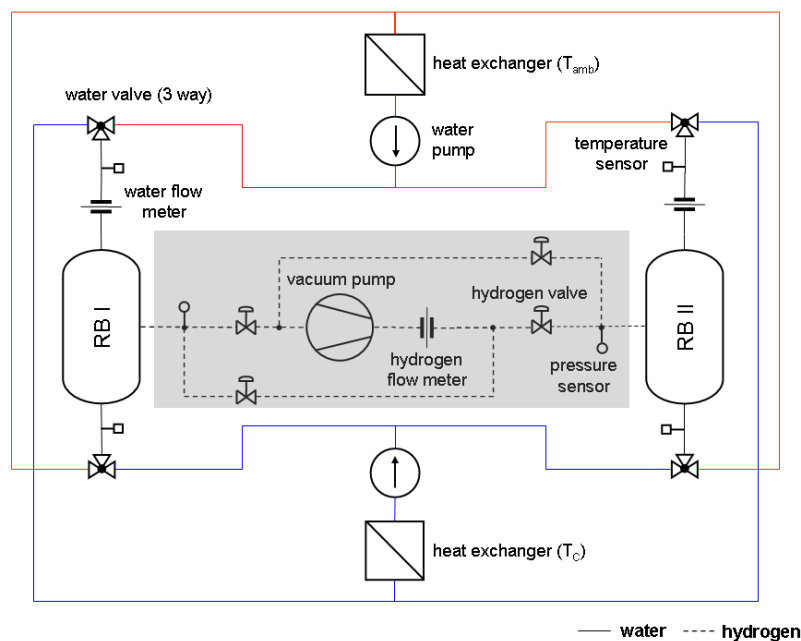 heat exchanger (Tamb)
water valve (3 way)
water
pump
temperature
sensor
water flow
meter
vacuum pump
hydrogen valve
RB I
RB II
hydrogen
flow meter
pressure
sensor
heat exchanger (TC)
water
hydrogen